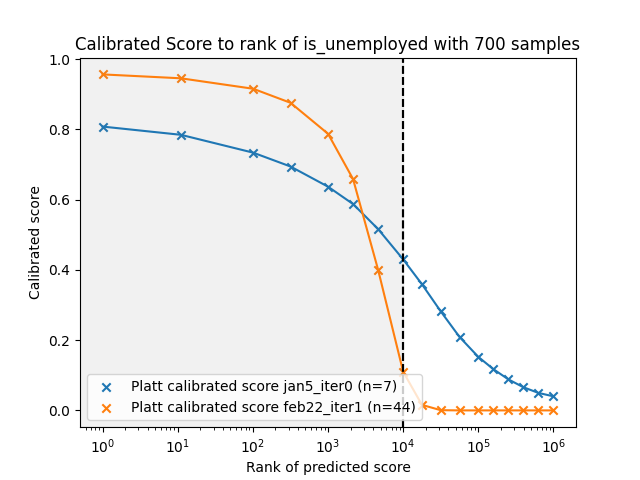 Calibrated Score to rank of is_unemployed with 700 samples
1.0
0.8
0.6
0.4
0.2
0.0
Calibrated score
Platt calibrated score jan5_iter0 (n=7)
Platt calibrated score feb22_iter1 (n=44)
10⁰
10¹
10²
10³
10⁴
10⁵
10⁶
Rank of predicted score